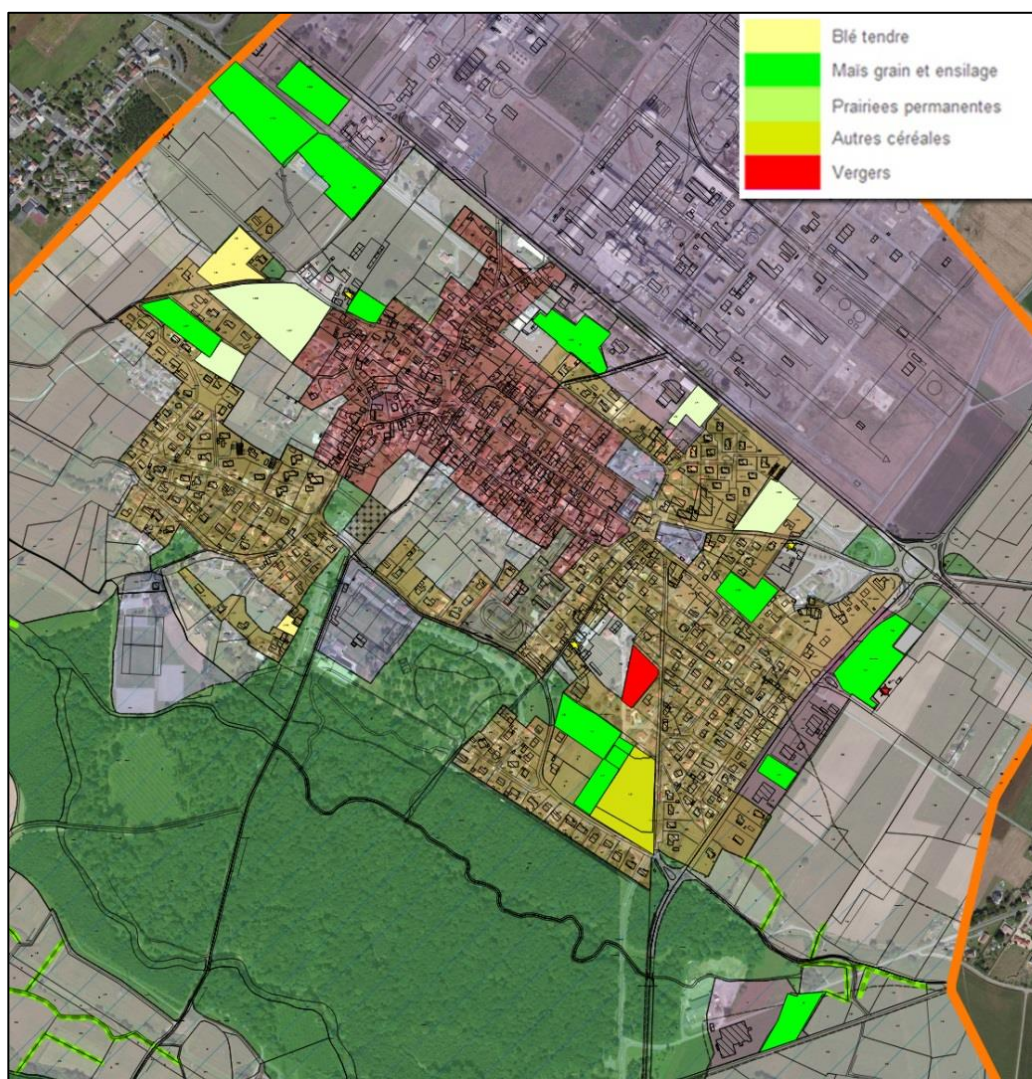 Blé tendre
Maïs grain et ensilage
Prairiees permanentes
Autres céréales
Vergers